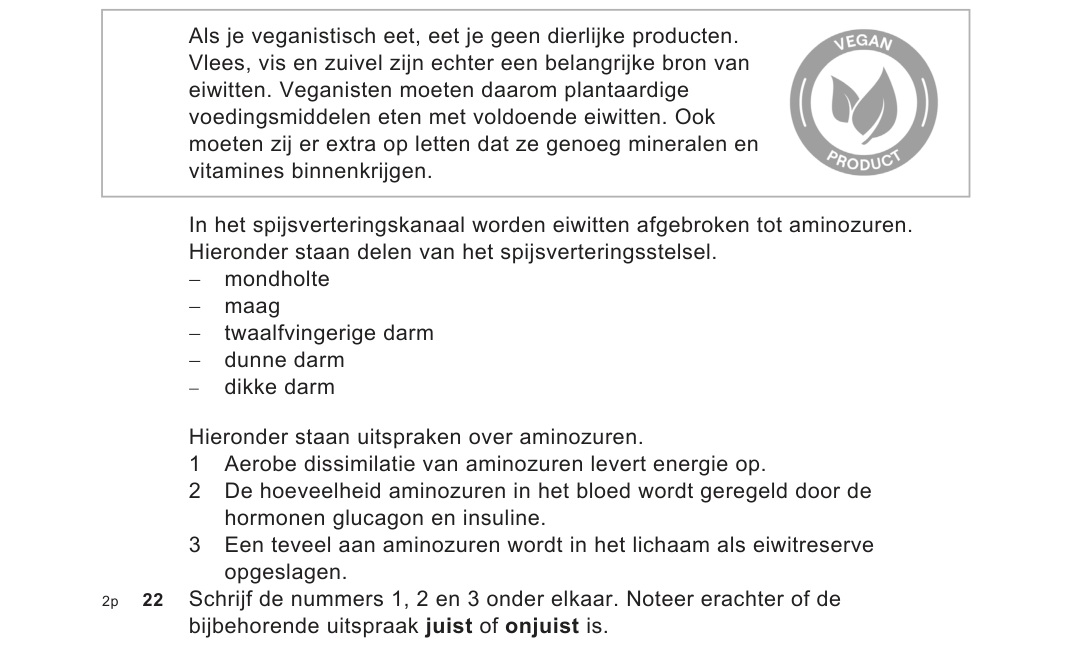 Als je veganistisch eet, eet je geen dierlijke producten.
Vlees, vis en zuivel zijn echter een belangrijke bron van
eiwitten. Veganisten moeten daarom plantaardige
voedingsmiddelen eten met voldoende eiwitten. Ook
moeten zij er extra op letten dat ze genoeg mineralen en
vitamines binnenkrijgen.
VEGAN
PRODUCT
In het spijsverteringskanaal worden eiwitten afgebroken tot aminozuren.
Hieronder staan delen van het spijsverteringsstelsel.
– mondholte
– maag
– twaalfvingerige darm
– dunne darm
– dikke darm
Hieronder staan uitspraken over aminozuren.
1 Aerobe dissimilatie van aminozuren levert energie op.
2 De hoeveelheid aminozuren in het bloed wordt geregeld door de
hormonen glucagon en insuline.
3 Een teveel aan aminozuren wordt in het lichaam als eiwitreserve
opgeslagen.
2p 22 Schrijf de nummers 1, 2 en 3 onder elkaar. Noteer erachter of de
bijbehorende uitspraak juist of onjuist is.